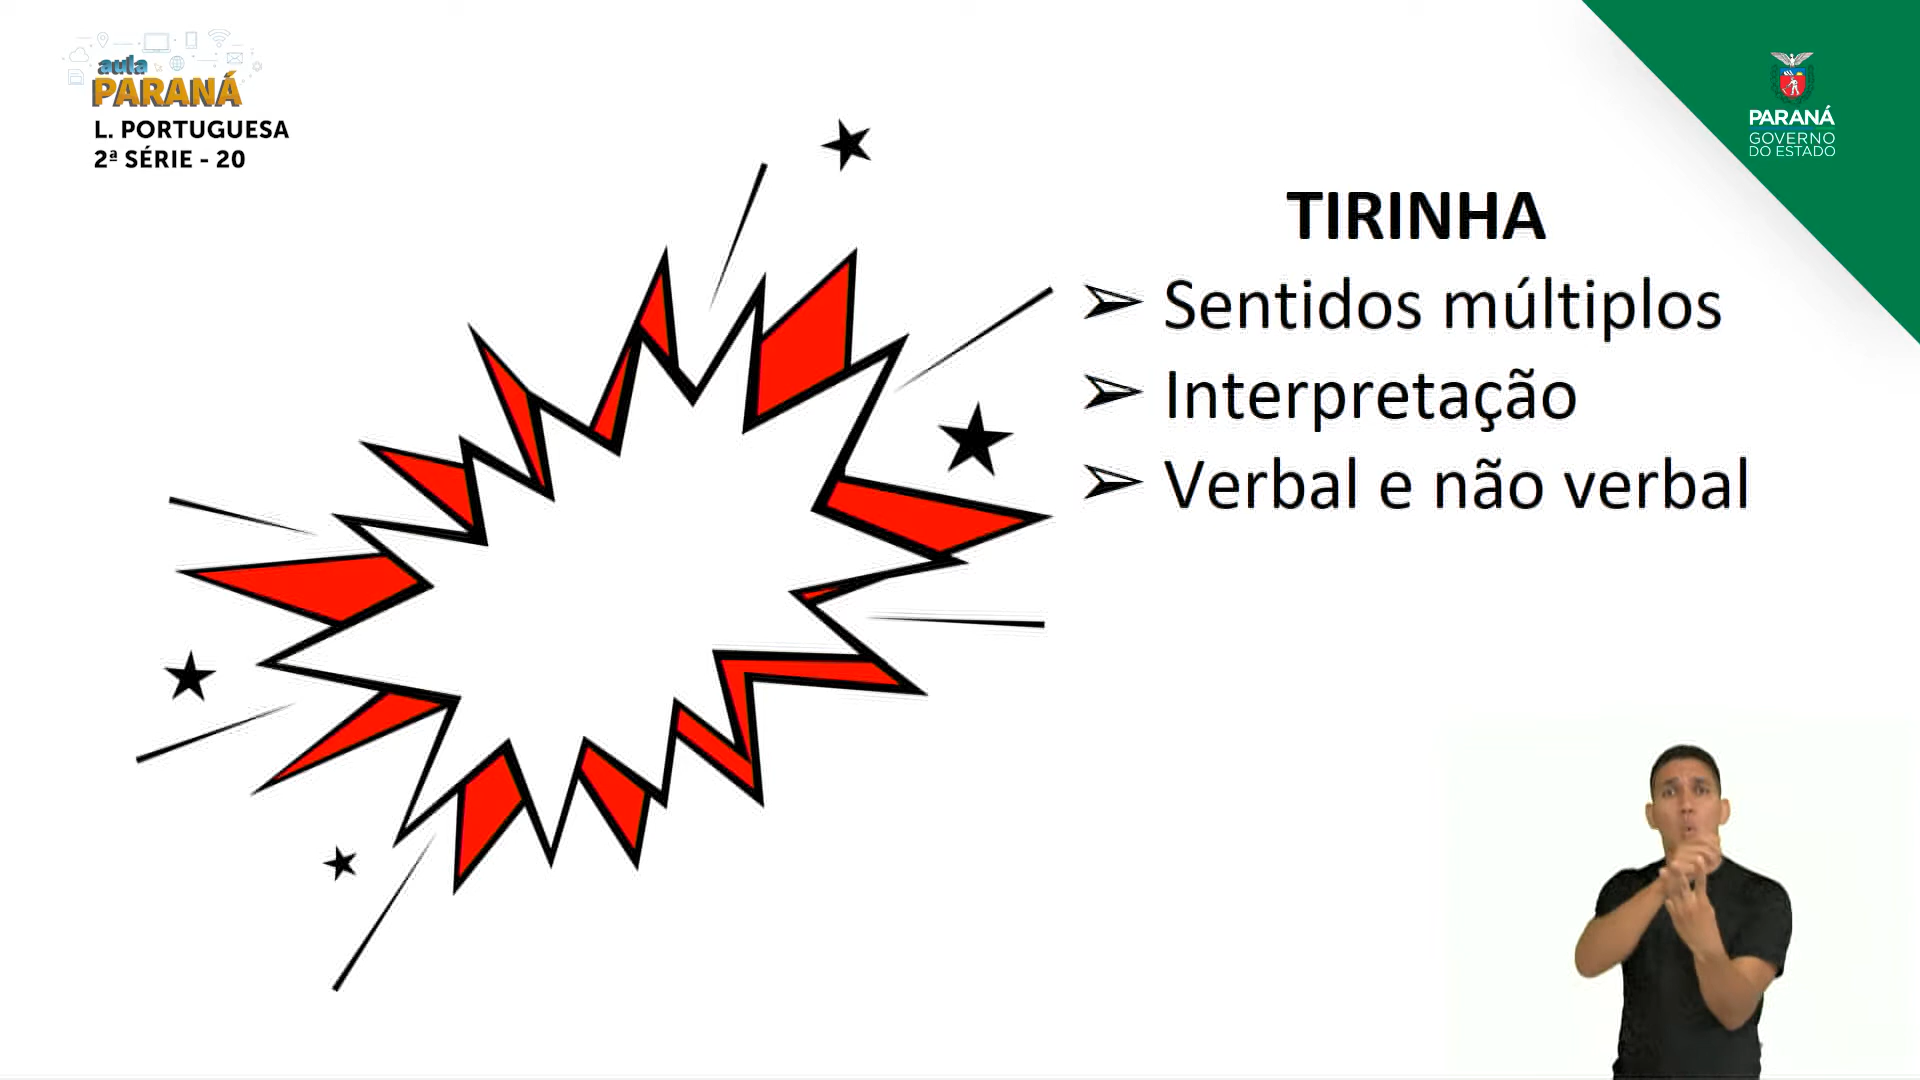 aula
PARANÁ
L. PORTUGUESA
2ª SÉRIE - 20
PARANÁ
GOVERNO
DO ESTADO
TIRINHA
Sentidos múltiplos
Interpretação
Verbal e não verbal